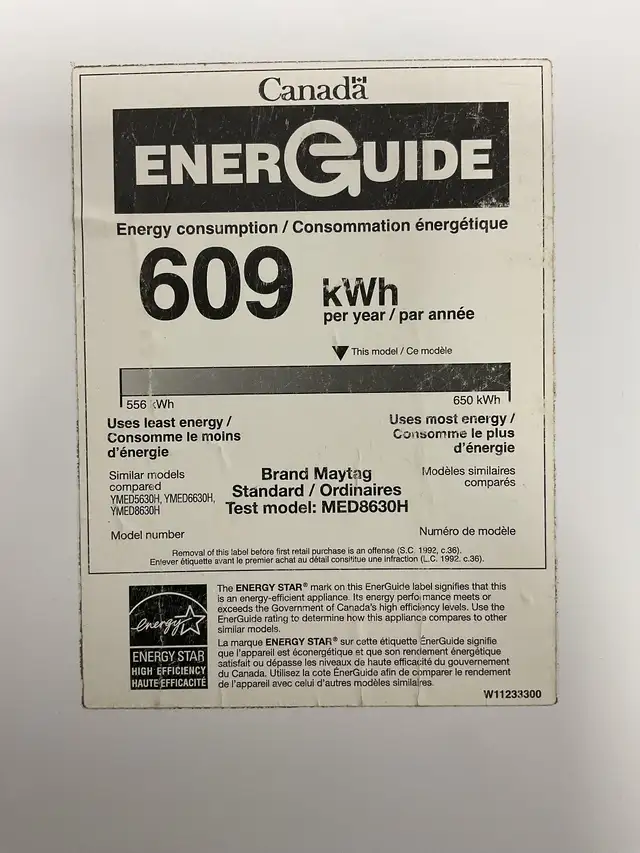 Canada
ENERGUIDE
Energy consumption / Consommation énergétique
609 kWh
per year / par année
This model / Ce modèle
556 kWh
650 kWh
Uses least energy /
Consomme le moins
d'énergie
Uses most energy /
Consomme le plus
d'énergie
Similar models
compared
YMED5630H, YMED6630H,
YMED8630H
Brand Maytag
Standard / Ordinaires
Test model: MED8630H
Modèles similaires
comparés
Model number
Numéro de modèle
Removal of this label before first retail purchase is an offense (S.C. 1992, c.36).
Enlever étiquette avant le premier achat au détail constitue une infraction (L.C. 1992. c.36).
energy
ENERGY STAR
HIGH EFFICIENCY
HAUTE EFFICACITÉ
The ENERGY STAR® mark on this EnerGuide label signifies that this
is an energy-efficient appliance. Its energy performance meets or
exceeds the Government of Canada's high efficiency levels. Use the
EnerGuide rating to determine how this appliance compares to other
similar models.
La marque ENERGY STAR® sur cette étiquette ÉnerGuide signifie
que l'appareil est éconergétique et que son rendement énergétique
satisfait ou dépasse les niveaux de haute efficacité du gouvernement
du Canada. Utilisez la cote ÉnerGuide afin de comparer le rendement
de l'appareil avec celui d'autres modèles similaires.
W11233300